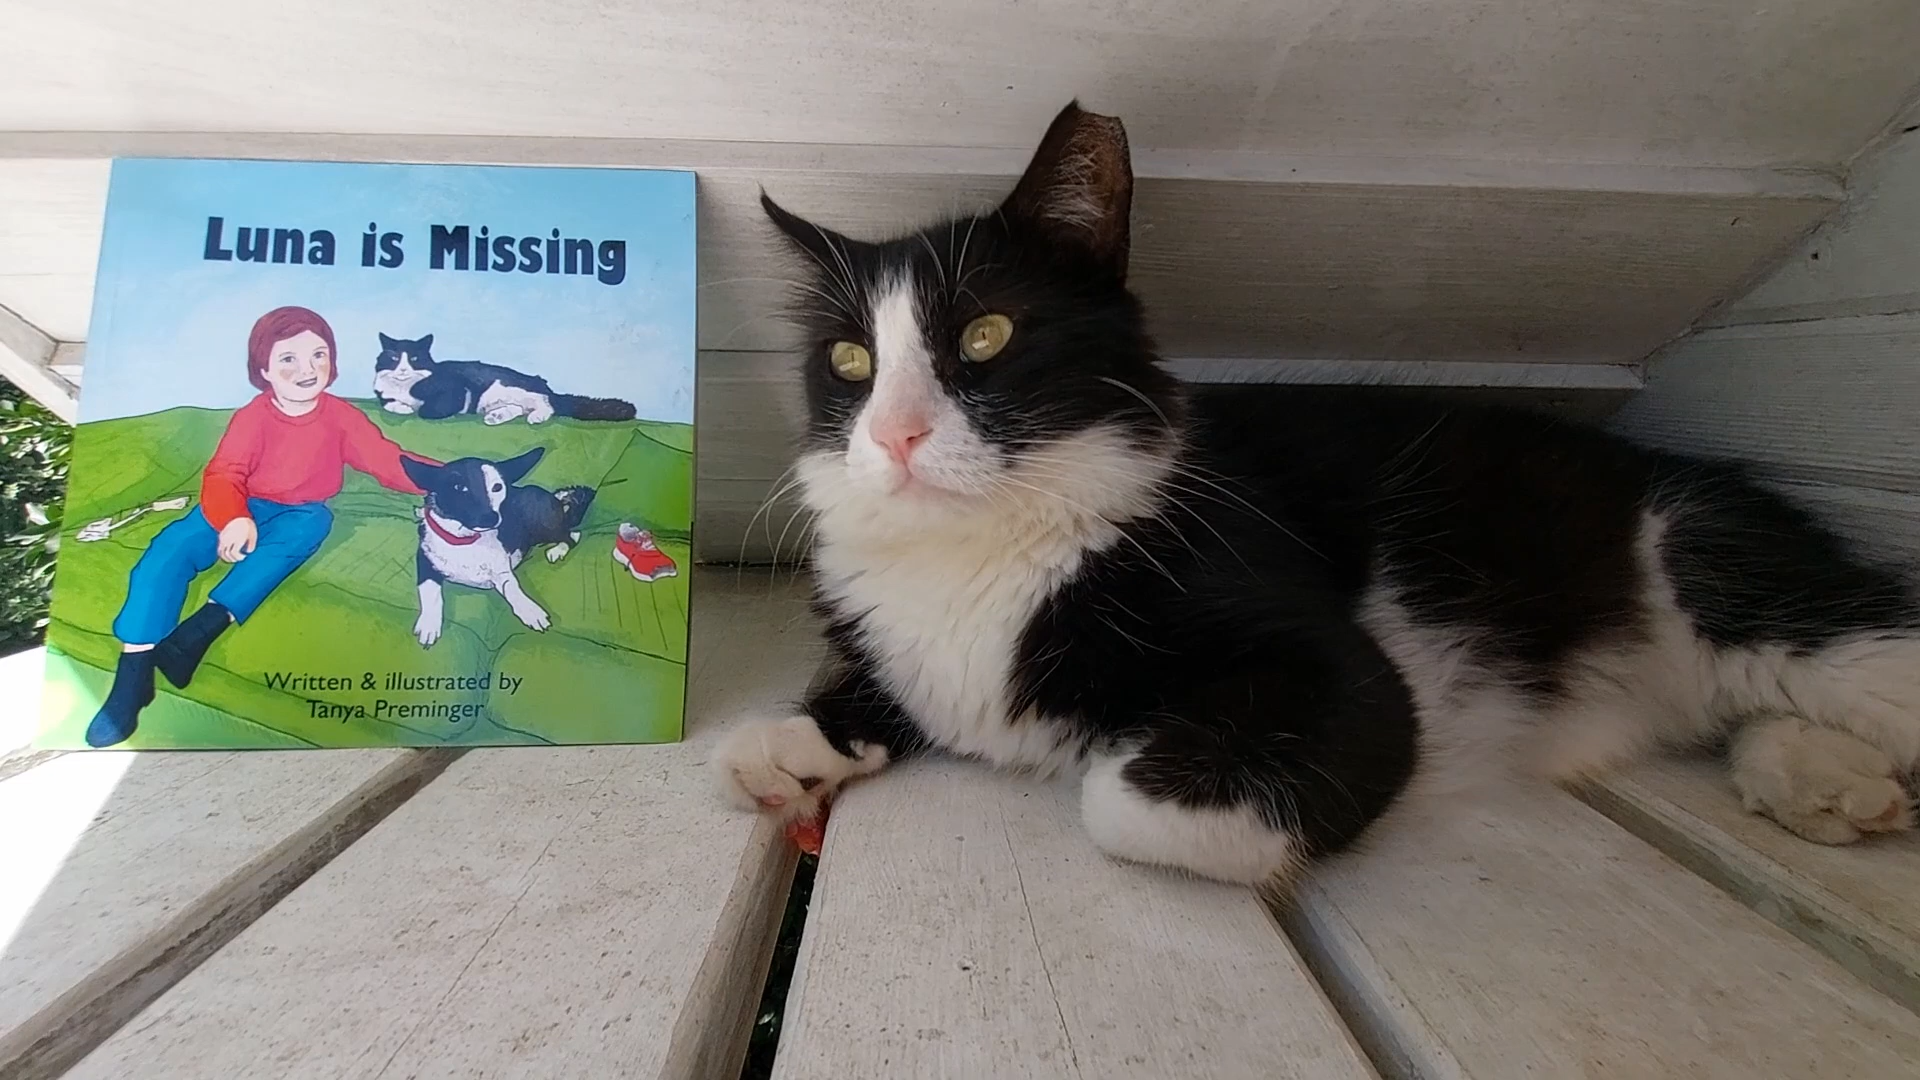 Luna is Missing
Written & illustrated by
Tanya Preminger